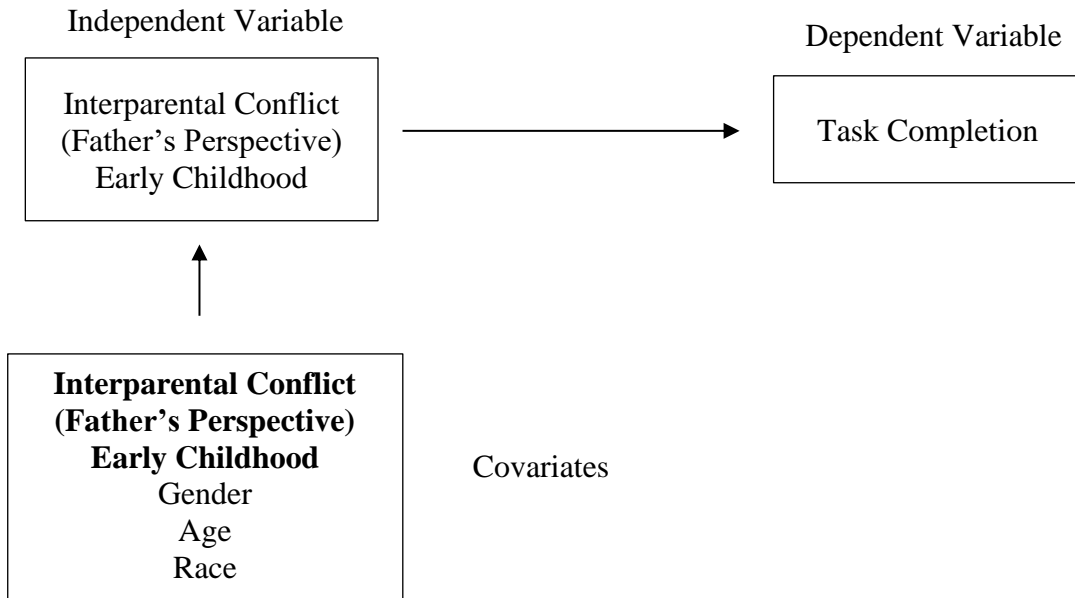 Independent Variable
Dependent Variable
Interparental Conflict
(Father’s Perspective)
Early Childhood
Task Completion
Interparental Conflict
(Father’s Perspective)
Early Childhood
Gender
Age
Race
Covariates